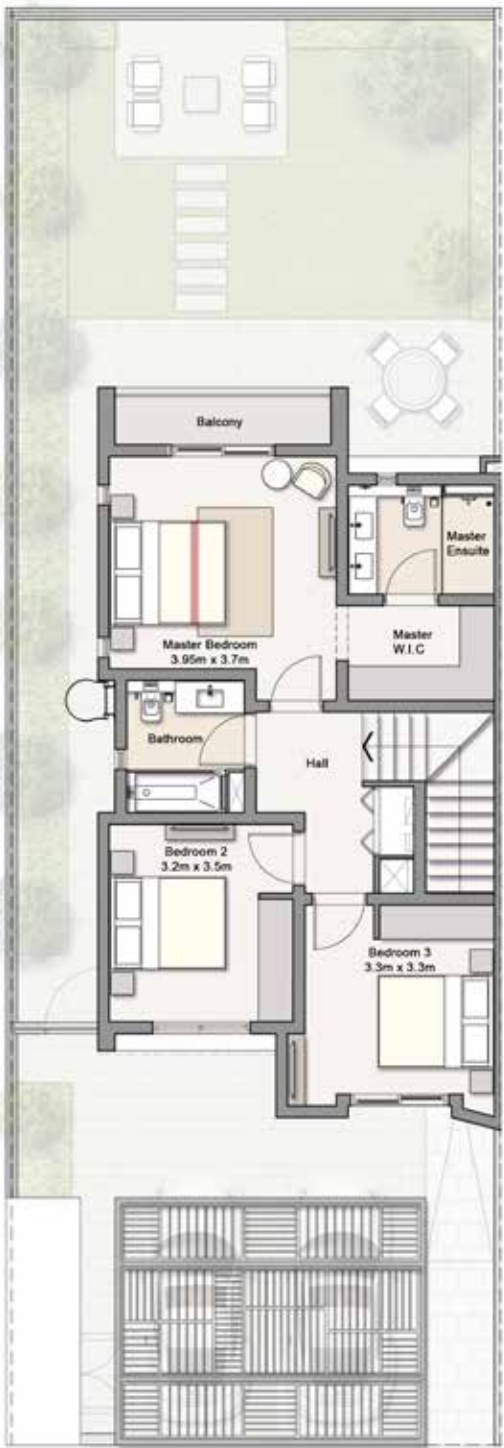 Balcony
Master
Ensuite
Master Bedroom
3.95m x 3.7m
Master
W.I.C
Bathroom
Hall
Bedroom 2
3.2m x 3.5m
Bedroom 3
3.3m x 3.3m